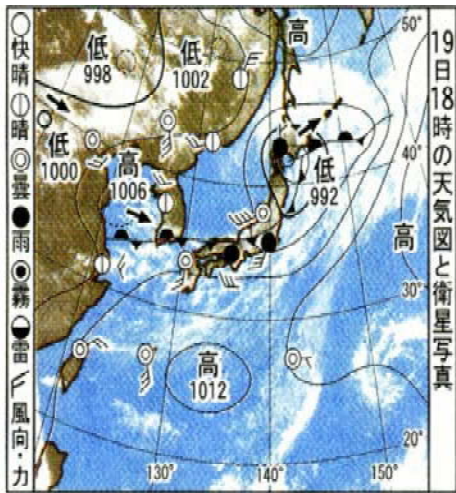 19日18時の天気図と衛星写真
○快晴①晴◎曇●雨◉霧◒雷 風向・力
低
998
低
1002
高
50°
低
1000
高
1006
低
992
40°
高
30°
高
1012
20°
130°
140°
150°